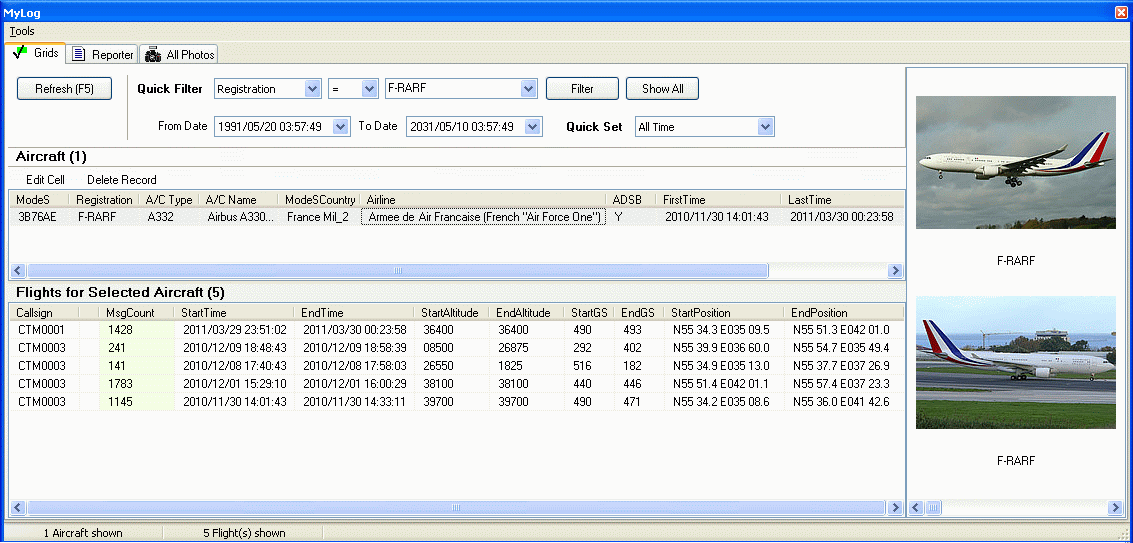 MyLog
Tools
Grids Reporter All Photos
Refresh (F5) Quick Filter Registration = F-RARF Filter Show All
From Date 1991/05/20 03:57:49 To Date 2031/05/10 03:57:49 Quick Set All Time
Aircraft (1)
Edit Cell Delete Record
ModeS Registration A/C Type A/C Name ModeSCountry Airline ADSB FirstTime LastTime
3B76AE F-RARF A332 Airbus A330... France Mil_2 Armee de Air Francaise (French "Air Force One") Y 2010/11/30 14:01:43 2011/03/30 00:23:58
F-RARF
Flights for Selected Aircraft (5)
Callsign MsgCount StartTime EndTime StartAltitude EndAltitude StartGS EndGS StartPosition EndPosition
CTM0001 1428 2011/03/29 23:51:02 2011/03/30 00:23:58 36400 36400 490 493 N55 34.3 E035 09.5 N55 51.3 E042 01.0
CTM0003 241 2010/12/09 18:48:43 2010/12/09 18:58:39 08500 26875 292 402 N55 39.9 E036 60.0 N55 54.7 E035 49.4
CTM0003 141 2010/12/08 17:40:43 2010/12/08 17:58:03 26550 1825 516 182 N55 34.9 E035 13.0 N55 37.7 E037 26.9
CTM0003 1783 2010/12/01 15:29:10 2010/12/01 16:00:29 38100 38100 440 446 N55 51.4 E042 01.1 N55 57.4 E037 23.3
CTM0003 1145 2010/11/30 14:01:43 2010/11/30 14:33:11 39700 39700 490 471 N55 34.2 E035 08.6 N55 36.0 E041 42.6
F-RARF
1 Aircraft shown 5 Flight(s) shown